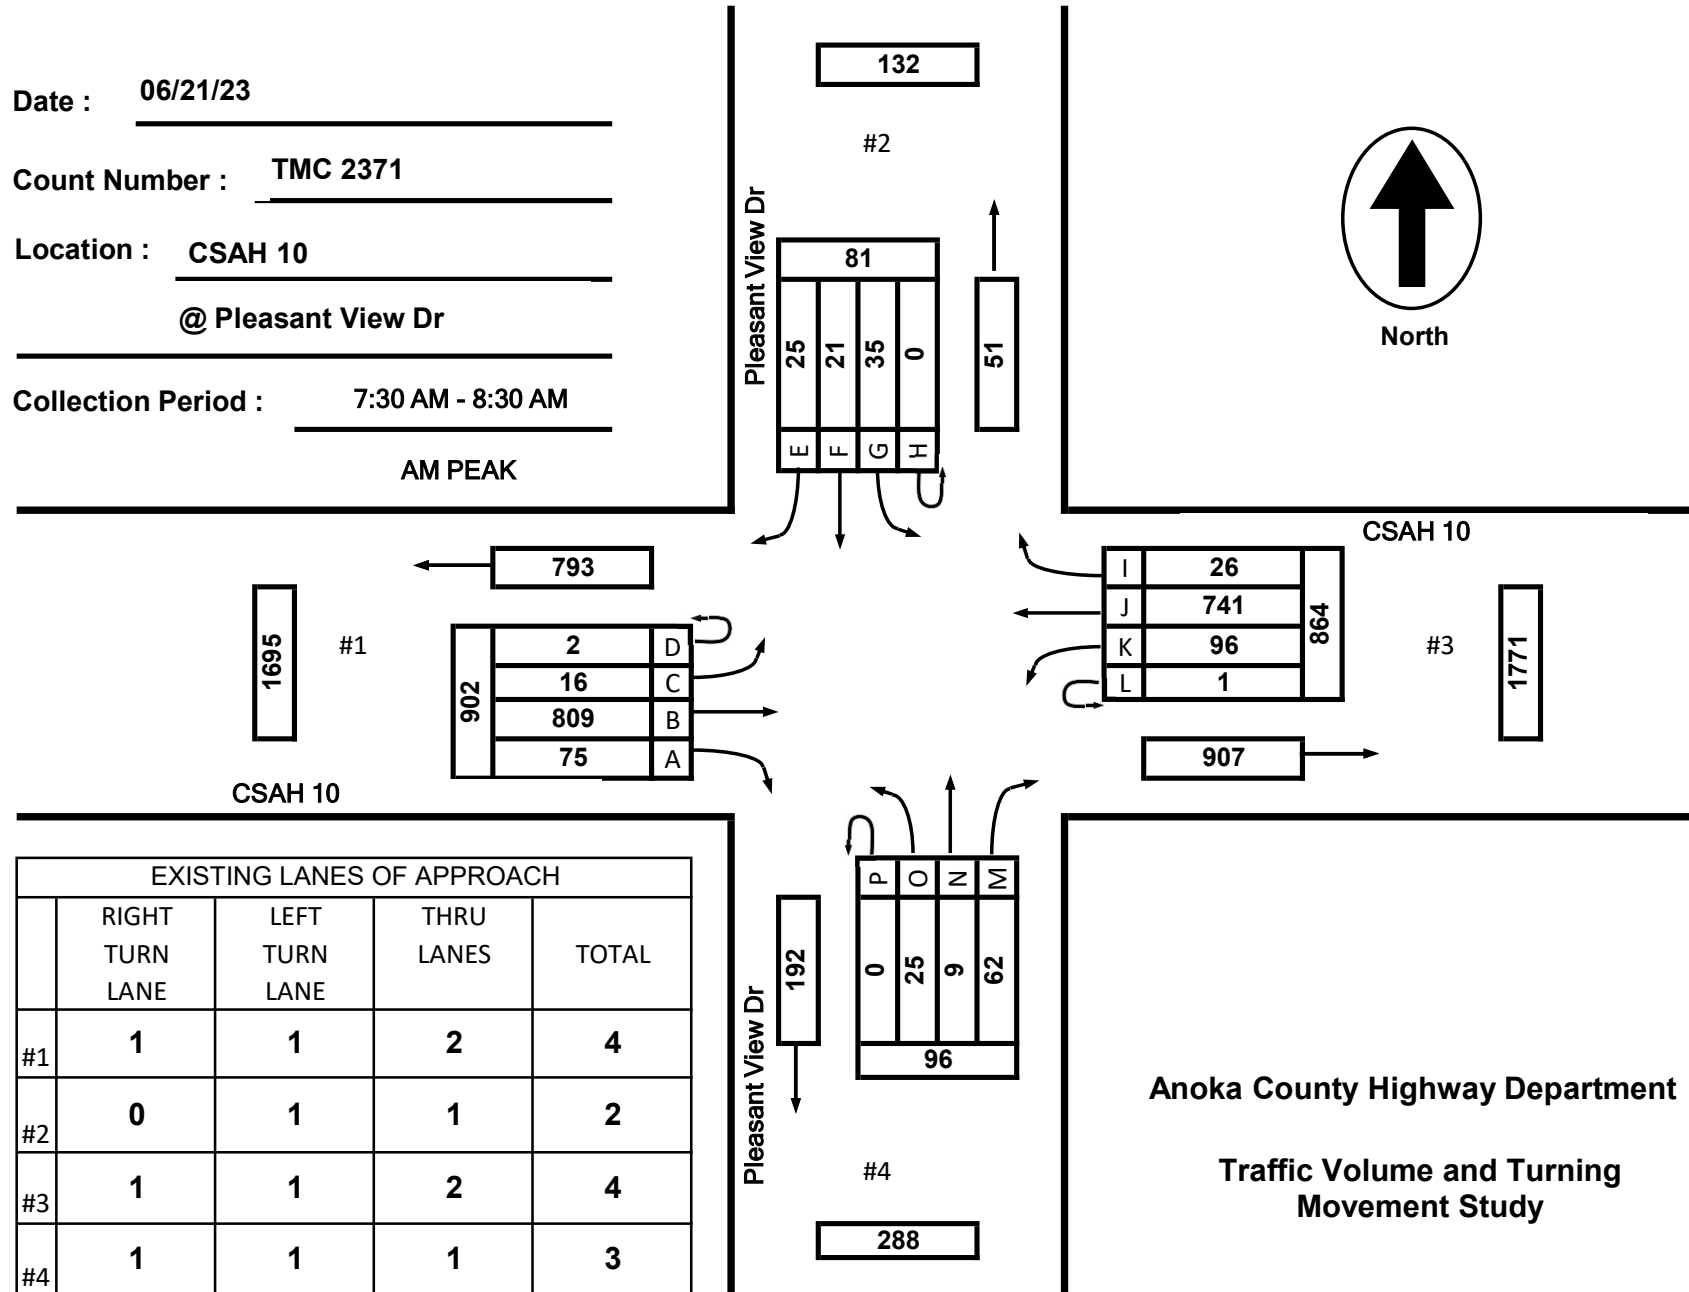 Date : 06/21/23
Count Number : TMC 2371
Location : CSAH 10
@ Pleasant View Dr
Collection Period : 7:30 AM - 8:30 AM
AM PEAK
132
#2
Pleasant View Dr
81
25 21 35 0
E F G H
51
North
CSAH 10
793
1695
#1
902
2 D
16 C
809 B
75 A
CSAH 10
I 26
J 741
K 96
L 1
864
#3
1771
907
P O N M
0 25 9 62
96
192
Pleasant View Dr
#4
288
EXISTING LANES OF APPROACH
RIGHT TURN LANE
LEFT TURN LANE
THRU LANES
TOTAL
#1 1 1 2 4
#2 0 1 1 2
#3 1 1 2 4
#4 1 1 1 3
Anoka County Highway Department
Traffic Volume and Turning
Movement Study